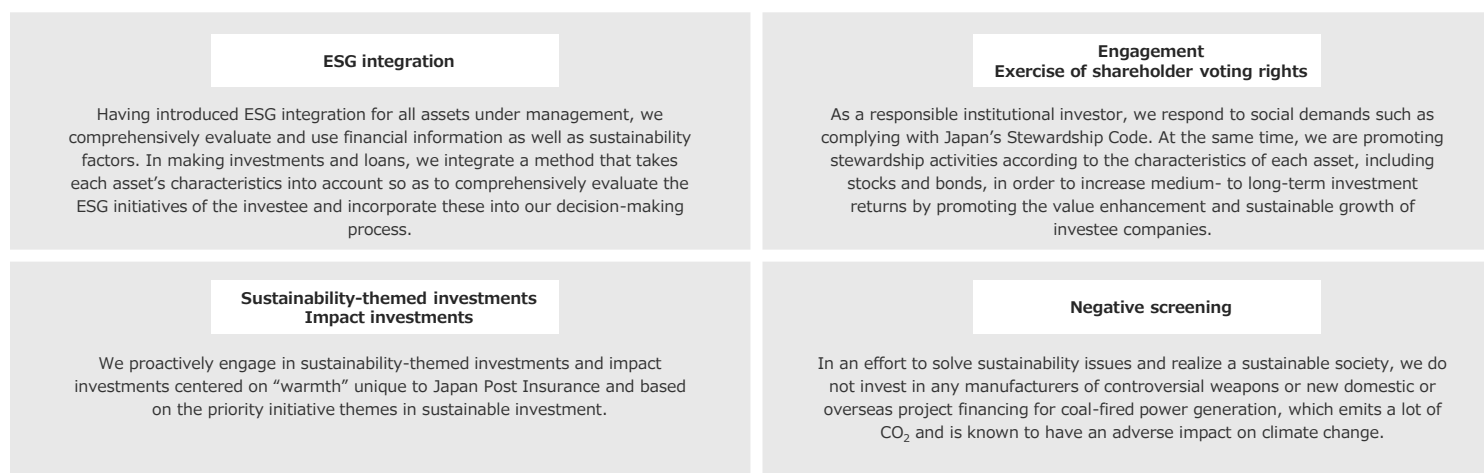 ESG integration
Having introduced ESG integration for all assets under management, we
comprehensively evaluate and use financial information as well as sustainability
factors. In making investments and loans, we integrate a method that takes
each asset's characteristics into account so as to comprehensively evaluate the
ESG initiatives of the investee and incorporate these into our decision-making
process.
Engagement
Exercise of shareholder voting rights
As a responsible institutional investor, we respond to social demands such as
complying with Japan's Stewardship Code. At the same time, we are promoting
stewardship activities according to the characteristics of each asset, including
stocks and bonds, in order to increase medium- to long-term investment
returns by promoting the value enhancement and sustainable growth of
investee companies.
Sustainability-themed investments
Impact investments
We proactively engage in sustainability-themed investments and impact
investments centered on “warmth” unique to Japan Post Insurance and based
on the priority initiative themes in sustainable investment.
Negative screening
In an effort to solve sustainability issues and realize a sustainable society, we do
not invest in any manufacturers of controversial weapons or new domestic or
overseas project financing for coal-fired power generation, which emits a lot of
CO₂ and is known to have an adverse impact on climate change.